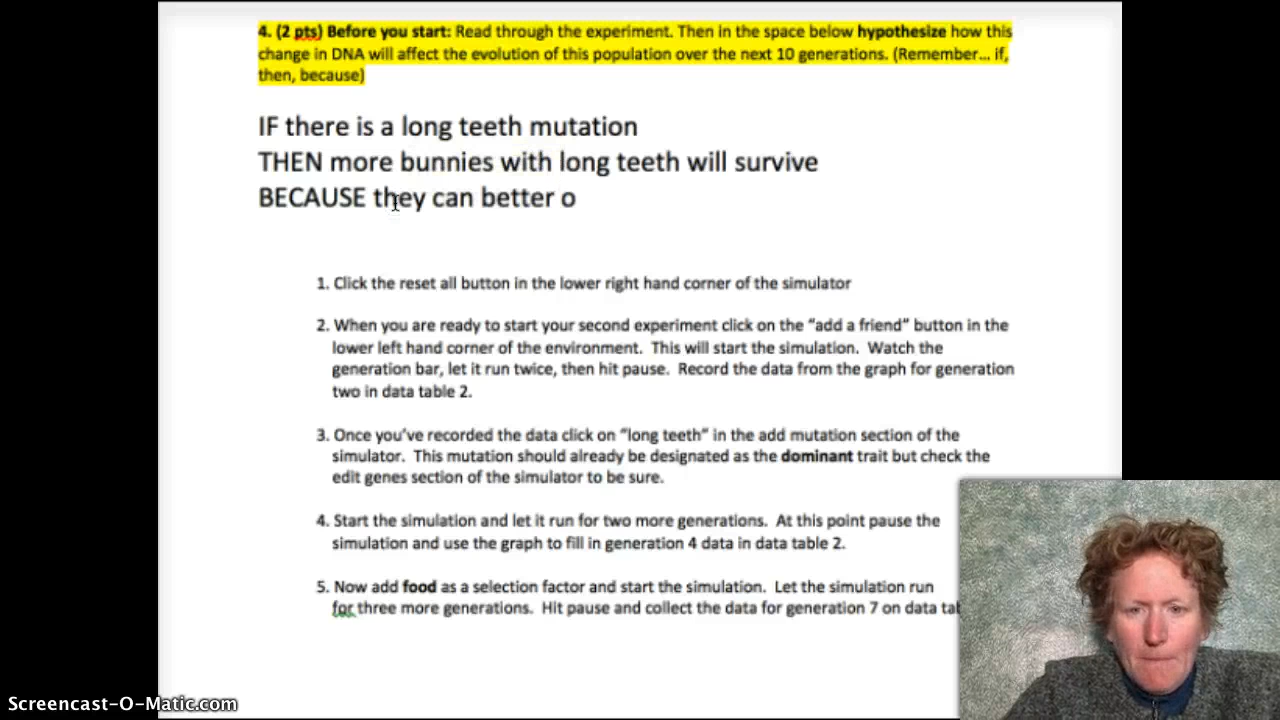 4. (2 pts) Before you start: Read through the experiment. Then in the space below hypothesize how this
change in DNA will affect the evolution of this population over the next 10 generations. (Remember... if,
then, because)
IF there is a long teeth mutation
THEN more bunnies with long teeth will survive
BECAUSE they can better o
1. Click the reset all button in the lower right hand corner of the simulator
2. When you are ready to start your second experiment click on the “add a friend” button in the
lower left hand corner of the environment. This will start the simulation. Watch the
generation bar, let it run twice, then hit pause. Record the data from the graph for generation
two in data table 2.
3. Once you’ve recorded the data click on “long teeth” in the add mutation section of the
simulator. This mutation should already be designated as the dominant trait but check the
edit genes section of the simulator to be sure.
4. Start the simulation and let it run for two more generations. At this point pause the
simulation and use the graph to fill in generation 4 data in data table 2.
5. Now add food as a selection factor and start the simulation. Let the simulation run
for three more generations. Hit pause and collect the data for generation 7 on data
Screencast-O-Matic.com